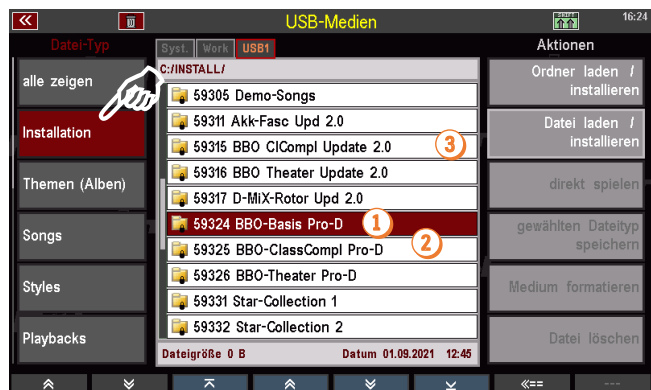 USB-Medien
16:24
Datei-Typ
Syst. Work USB1
Aktionen
C:/INSTALL/
alle zeigen
Installation
Themen (Alben)
Songs
Styles
Playbacks
59305 Demo-Songs
59311 Akk-Fasc Upd 2.0
59315 BBO ClCompl Update 2.0
3
59316 BBO Theater Update 2.0
59317 D-MiX-Rotor Upd 2.0
59324 BBO-Basis Pro-D
1
59325 BBO-ClassCompl Pro-D
2
59326 BBO-Theater Pro-D
59331 Star-Collection 1
59332 Star-Collection 2
Dateigröße 0 B
Datum 01.09.2021 12:45
Ordner laden /
installieren
Datei laden /
installieren
direkt spielen
gewählten Dateityp
speichern
Medium formatieren
Datei löschen
«==
---